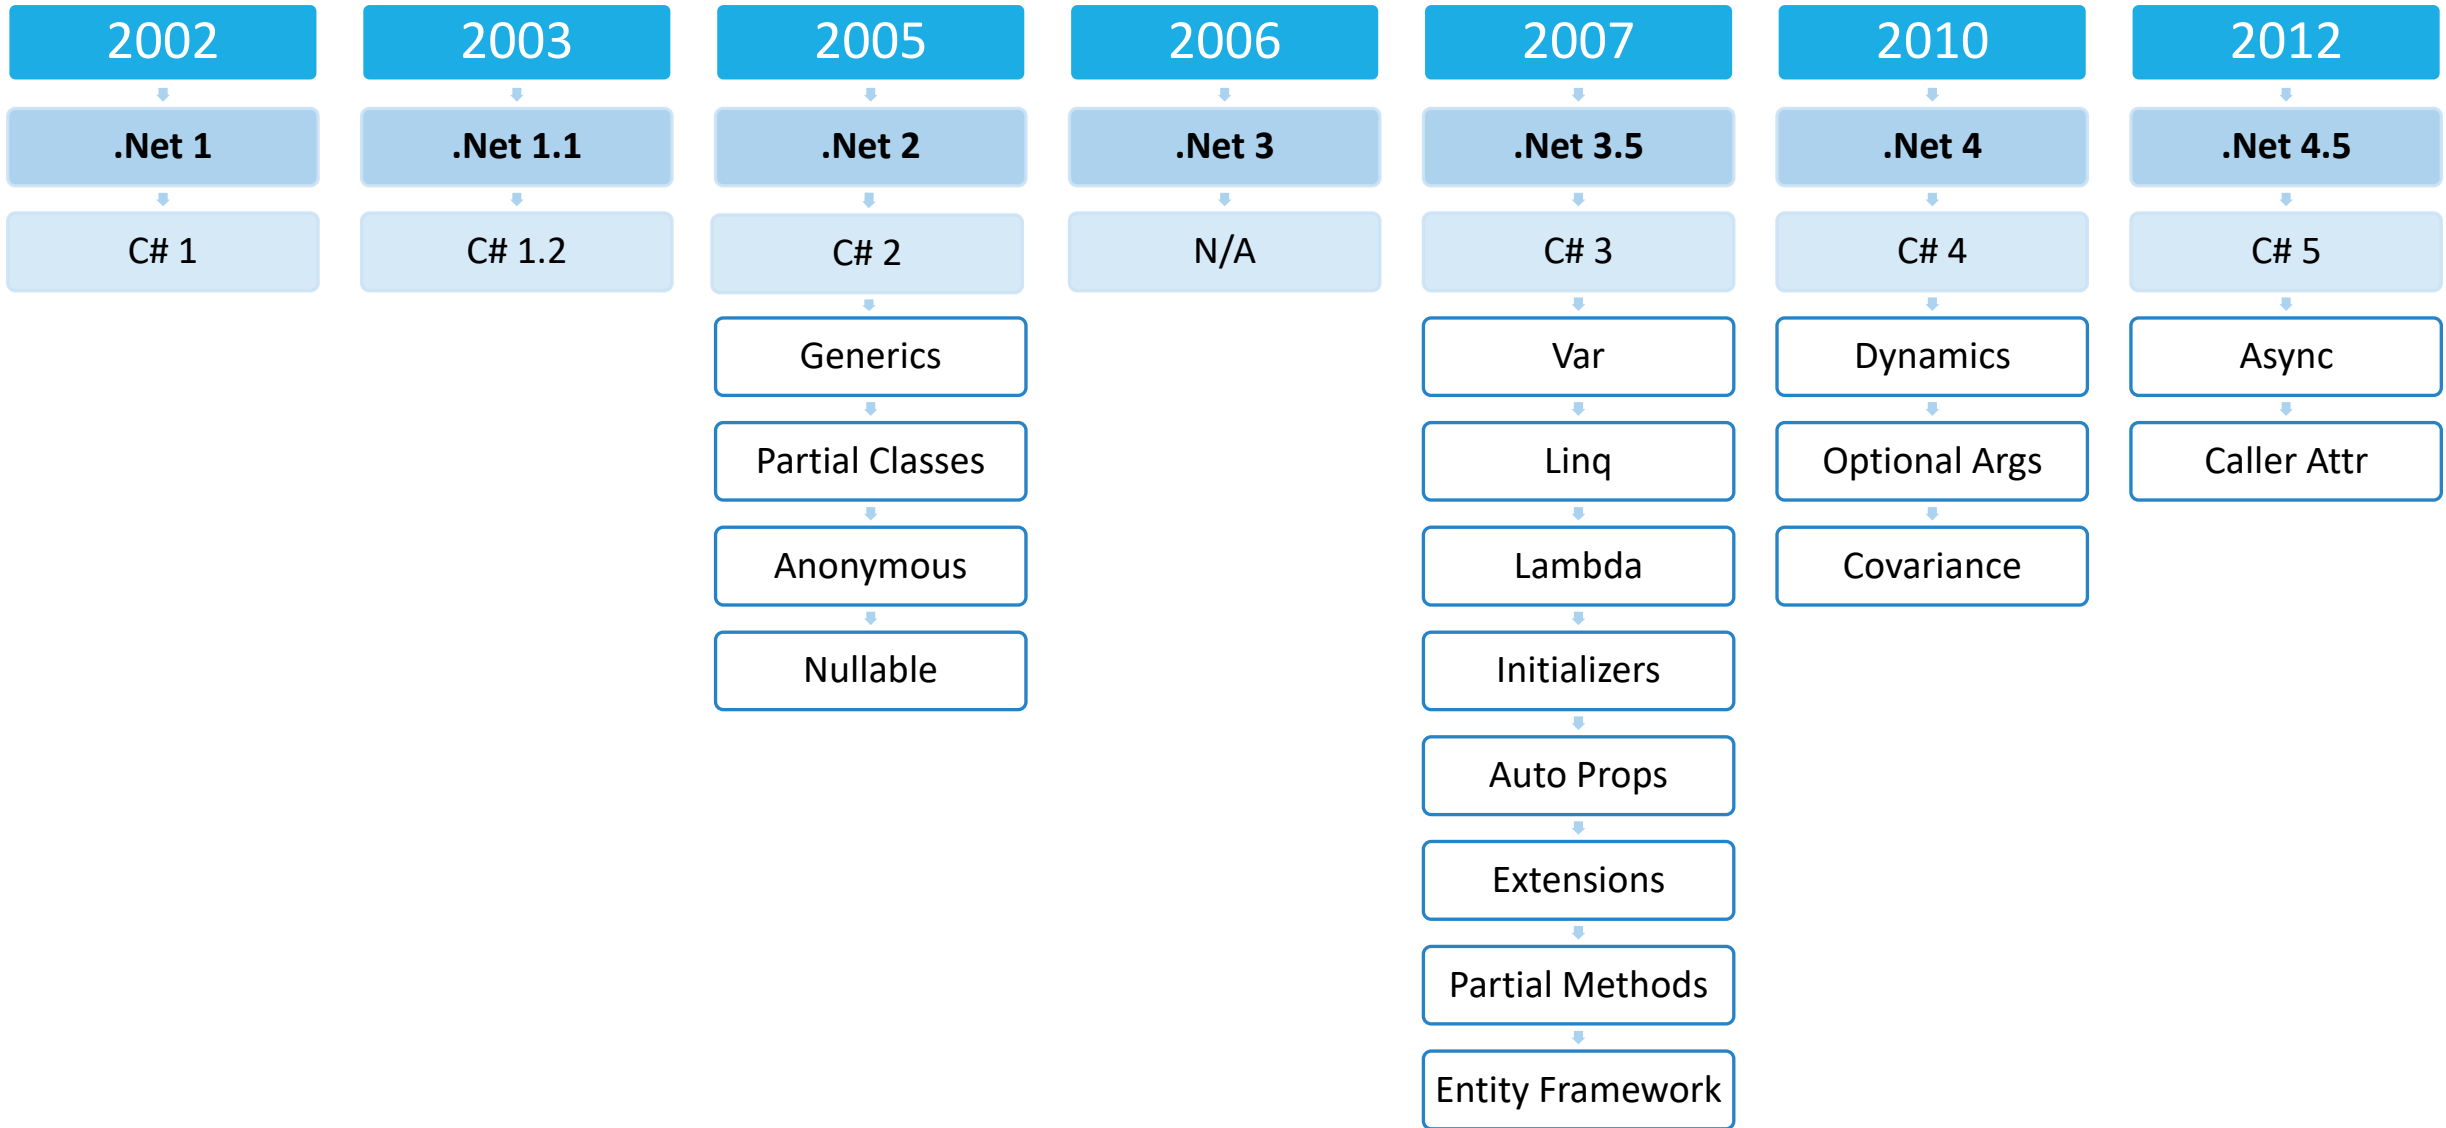 2002
2003
2005
2006
2007
2010
2012
.Net 1
.Net 1.1
.Net 2
.Net 3
.Net 3.5
.Net 4
.Net 4.5
C# 1
C# 1.2
C# 2
N/A
C# 3
C# 4
C# 5
Generics
Var
Dynamics
Async
Partial Classes
Linq
Optional Args
Caller Attr
Anonymous
Lambda
Covariance
Nullable
Initializers
Auto Props
Extensions
Partial Methods
Entity Framework